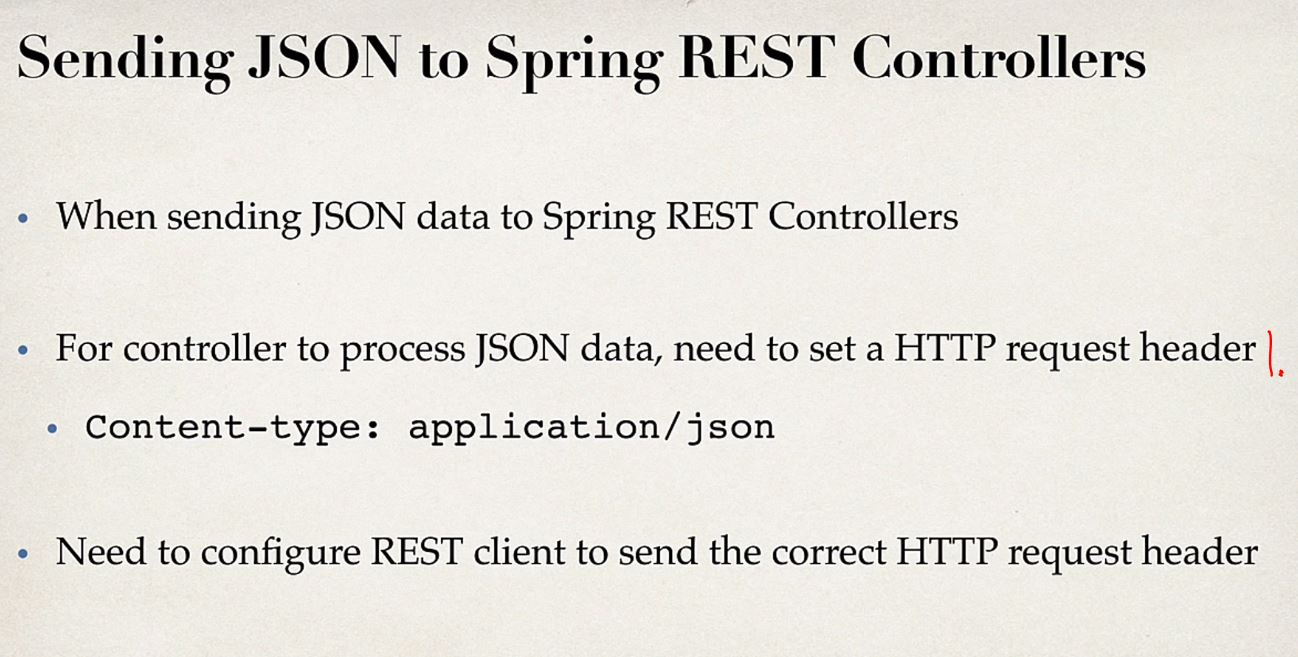 Sending JSON to Spring REST Controllers
• When sending JSON data to Spring REST Controllers
• For controller to process JSON data, need to set a HTTP request header
• Content-type: application/json
• Need to configure REST client to send the correct HTTP request header